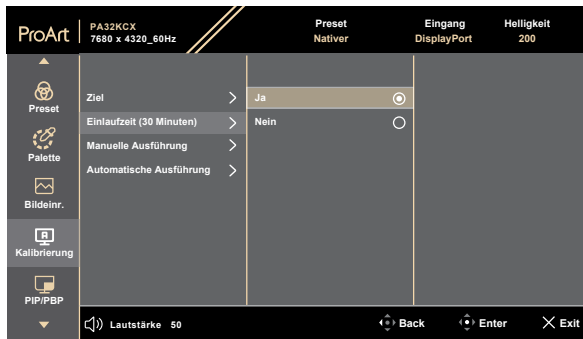 ProArt
PA32KCX
7680 x 4320_60Hz
Preset
Nativer
Eingang
DisplayPort
Helligkeit
200
Preset
Palette
Bildeinr.
Kalibrierung
PIP/PBP
Ziel
Einlaufzeit (30 Minuten)
Manuelle Ausführung
Automatische Ausführung
Ja
Nein
Lautstärke 50
Back
Enter
Exit